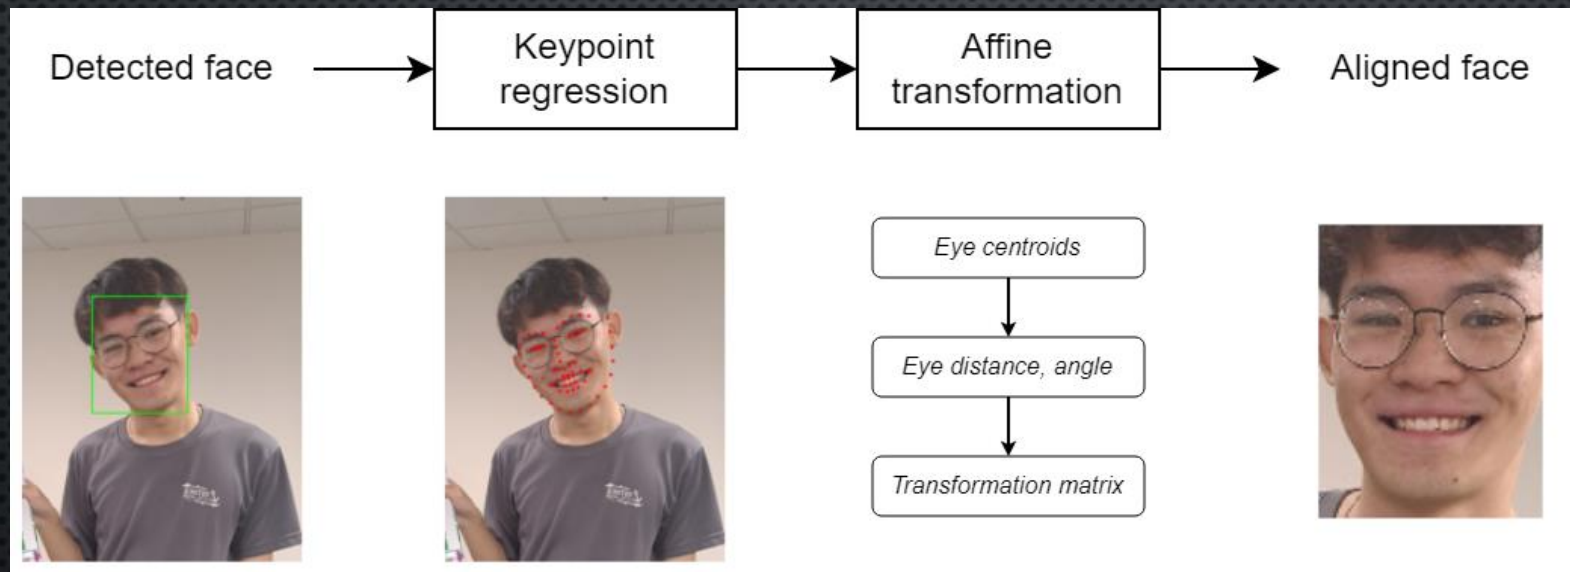 Detected face
Keypoint
regression
Affine
transformation
Aligned face
Eye centroids
Eye distance, angle
Transformation matrix